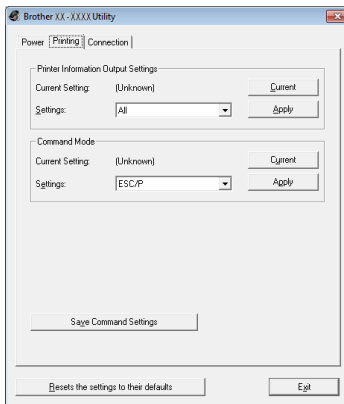 Brother XX-XXXX Utility
Power Printing Connection
Printer Information Output Settings
Current Setting: (Unknown) Current
Settings: All Apply
Command Mode
Current Setting: (Unknown) Current
Settings: ESC/P Apply
Save Command Settings
Resets the settings to their defaults Exit